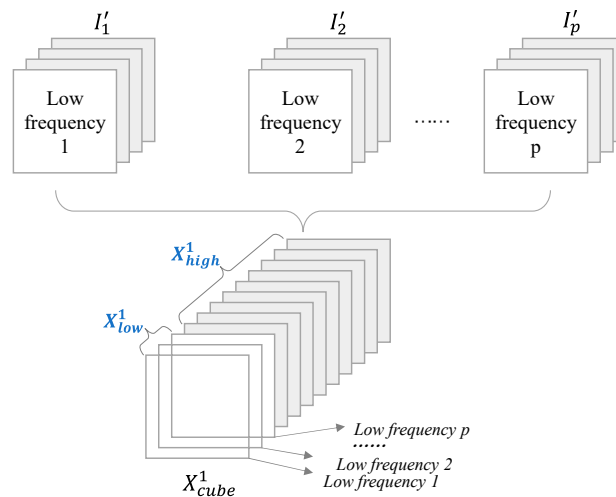 I′₁ I′₂ I′ₚ
Low frequency 1
Low frequency 2
......
Low frequency p
X¹ₕᵢgₕ
X¹ₗₒw
Low frequency p
......
Low frequency 2
Low frequency 1
X¹cube